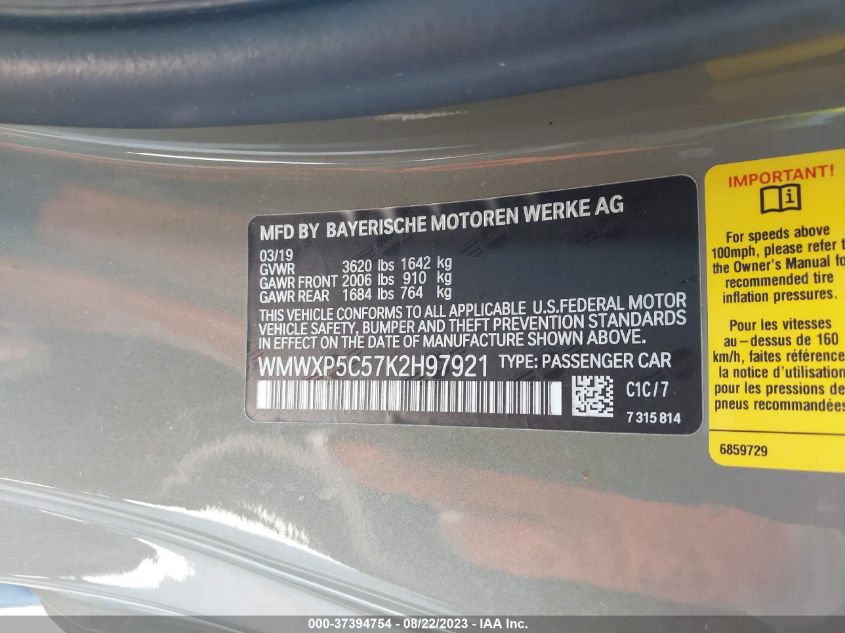 MFD BY BAYERISCHE MOTOREN WERKE AG
03/19
GVWR 3620 lbs 1642 kg
GAWR FRONT 2006 lbs 910 kg
GAWR REAR 1684 lbs 764 kg
THIS VEHICLE CONFORMS TO ALL APPLICABLE U.S.FEDERAL MOTOR
VEHICLE SAFETY, BUMPER AND THEFT PREVENTION STANDARDS
IN EFFECT ON THE DATE OF MANUFACTURE SHOWN ABOVE.
WMWXP5C57K2H97921 TYPE: PASSENGER CAR
C1C/7
7 315 814
IMPORTANT!
i
For speeds above
100mph, please refer t
the Owner's Manual fo
recommended tire
inflation pressures.
Pour les vitesses
au-dessus de 160
km/h, faites référence
la notice d'utilisation
pour les pressions de
pneus recommandées
6859729
000-37394754 - 08/22/2023 - IAA Inc.